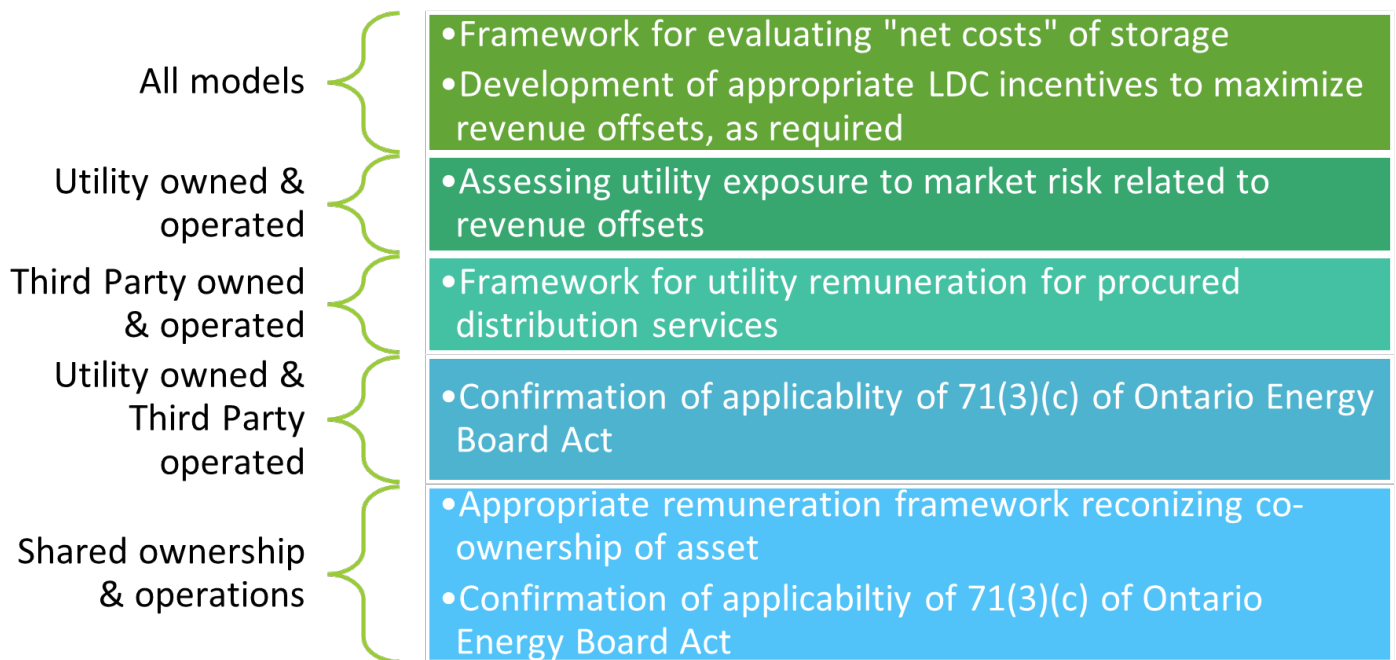 All models
•Framework for evaluating "net costs" of storage
•Development of appropriate LDC incentives to maximize
revenue offsets, as required
Utility owned &
operated
•Assessing utility exposure to market risk related to
revenue offsets
Third Party owned
& operated
•Framework for utility remuneration for procured
distribution services
Utility owned &
Third Party
operated
•Confirmation of applicablity of 71(3)(c) of Ontario Energy
Board Act
Shared ownership
& operations
•Appropriate remuneration framework reconizing co-
ownership of asset
•Confirmation of applicabiltiy of 71(3)(c) of Ontario
Energy Board Act